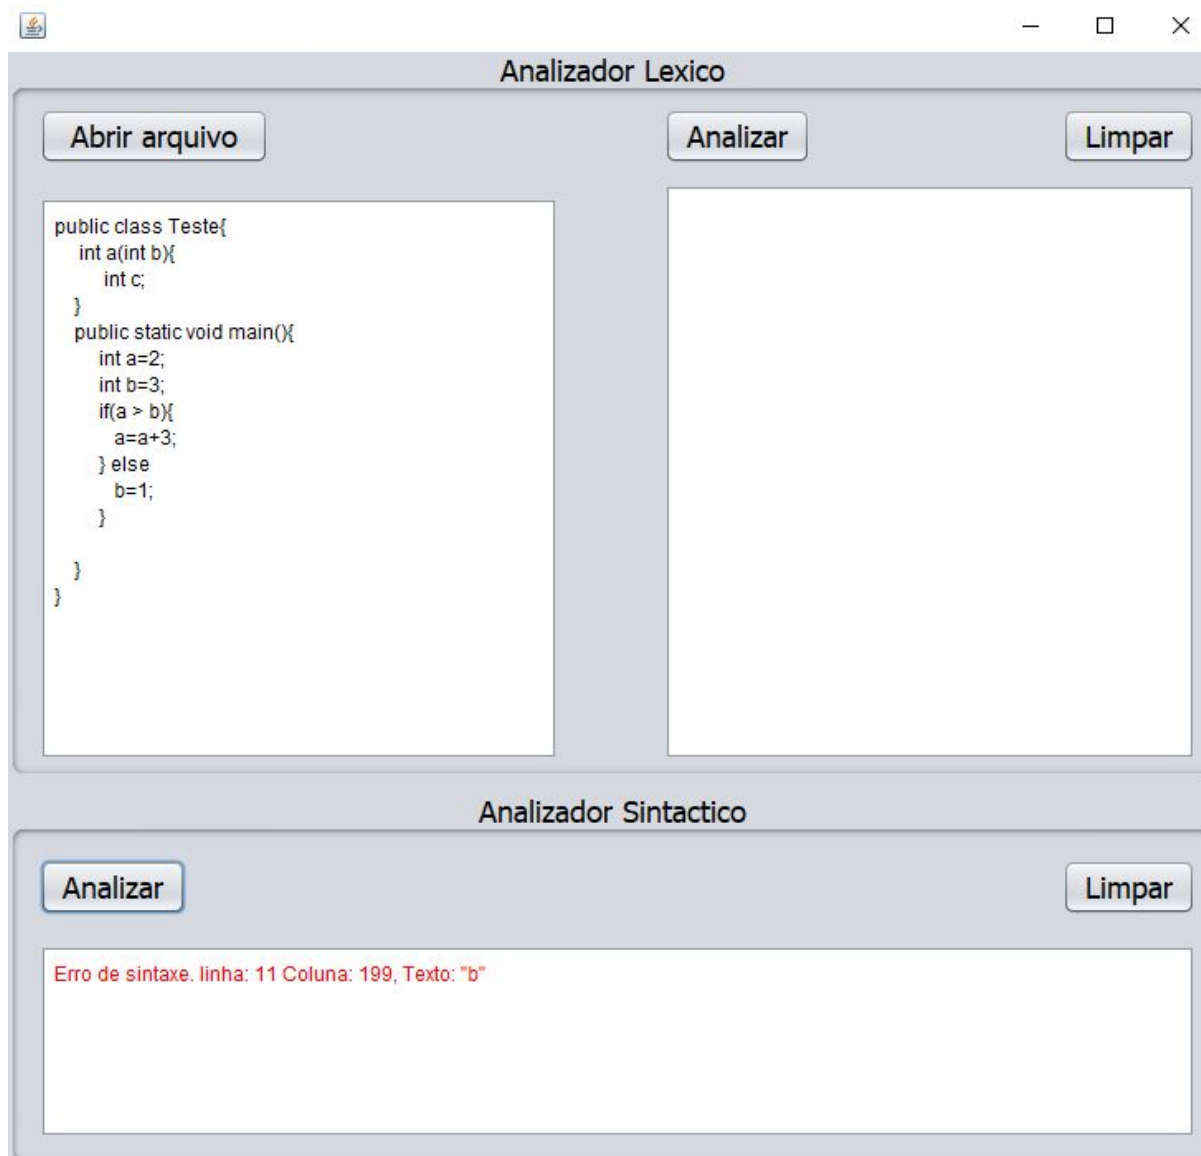 Analizador Lexico
Abrir arquivo
Analizar
Limpar
public class Teste{
int a(int b){
int c;
}
public static void main(){
int a=2;
int b=3;
if(a > b){
a=a+3;
} else
b=1;
}
}
}
Analizador Sintactico
Analizar
Limpar
Erro de sintaxe. linha: 11 Coluna: 199, Texto: "b"